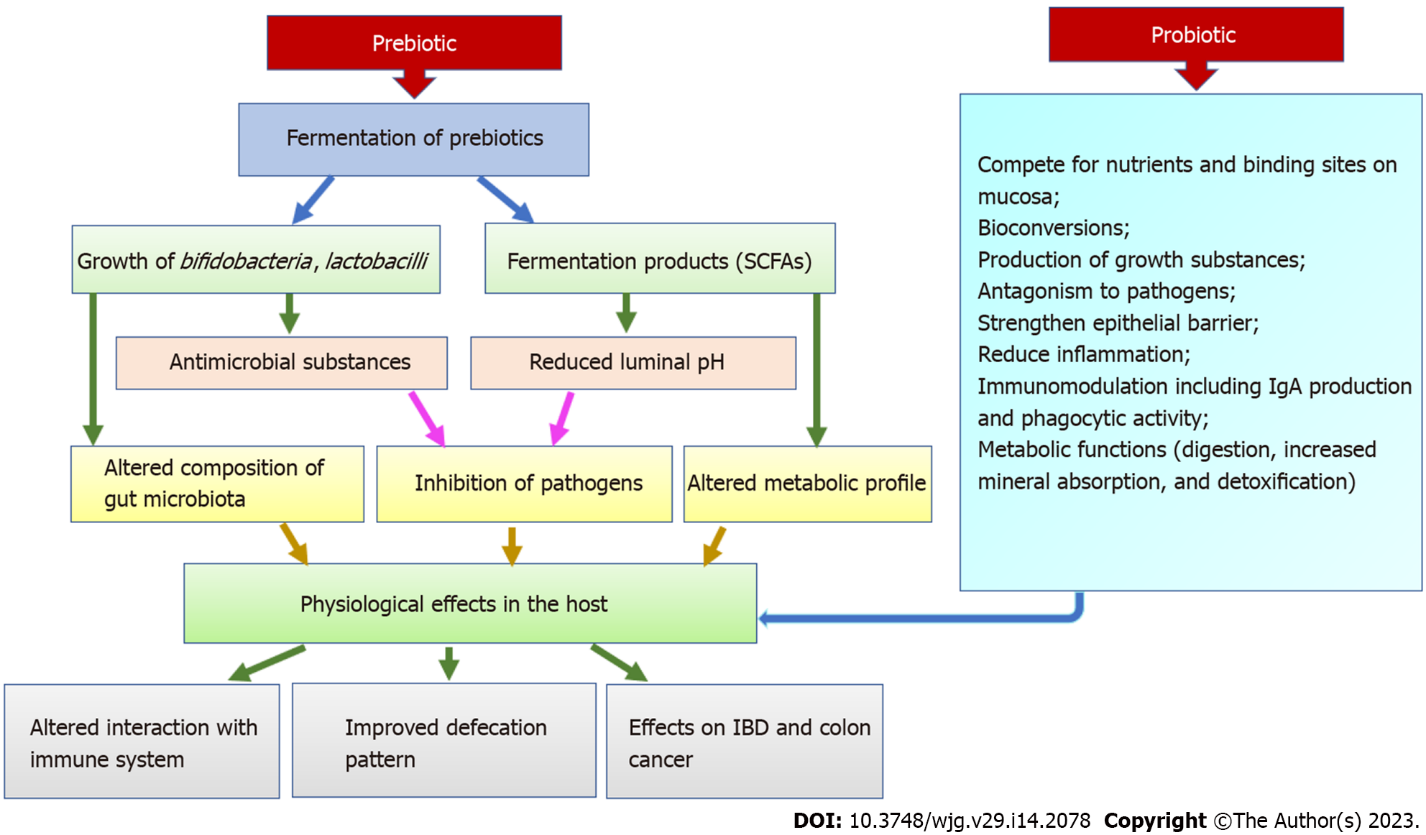 Prebiotic
Probiotic
Fermentation of prebiotics
Growth of bifidobacteria, lactobacilli
Fermentation products (SCFAs)
Antimicrobial substances
Reduced luminal pH
Altered composition of
gut microbiota
Inhibition of pathogens
Altered metabolic profile
Physiological effects in the host
Altered interaction with
immune system
Improved defecation
pattern
Effects on IBD and colon
cancer
Compete for nutrients and binding sites on
mucosa;
Bioconversions;
Production of growth substances;
Antagonism to pathogens;
Strengthen epithelial barrier;
Reduce inflammation;
Immunomodulation including IgA production
and phagocytic activity;
Metabolic functions (digestion, increased
mineral absorption, and detoxification)
DOI: 10.3748/wjg.v29.i14.2078 Copyright ©The Author(s) 2023.